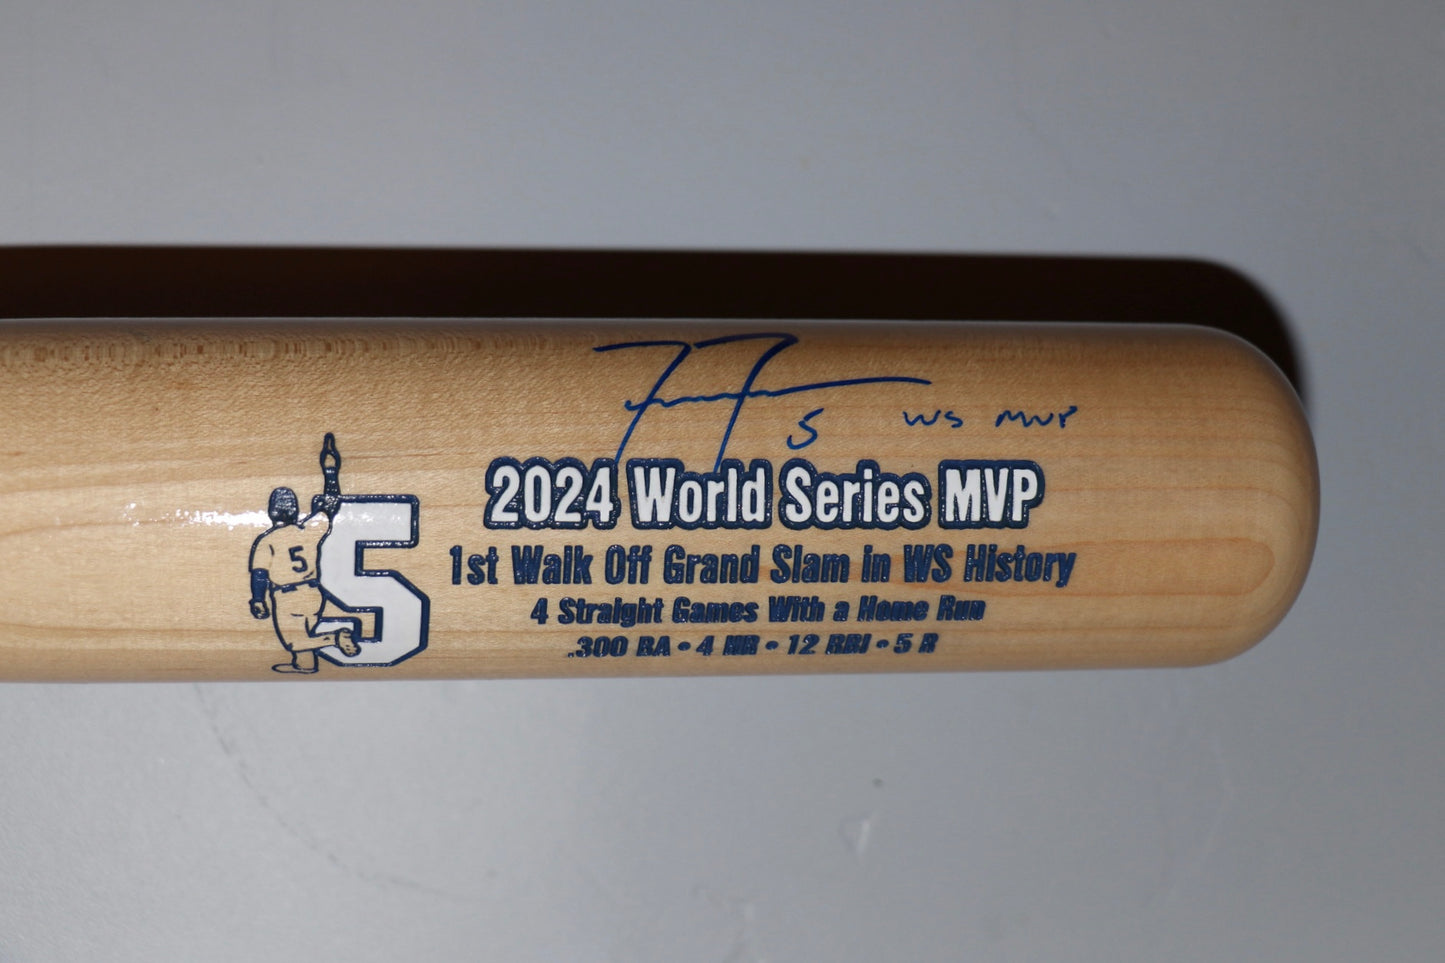 5 WS MVP
5
5
2024 World Series MVP
1st Walk Off Grand Slam in WS History
4 Straight Games With a Home Run
.300 BA • 4 HR • 12 RBI • 5 R